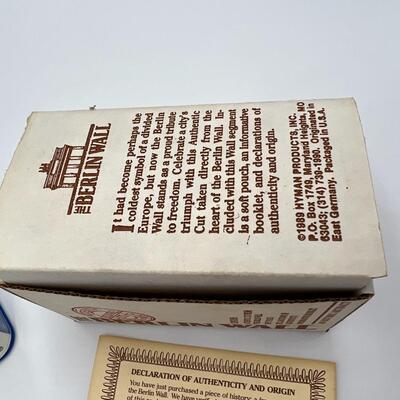 THE
BERLIN WALL
It had become perhaps the
coldest symbol of a divided
Europe, but now the Berlin
Wall stands as a proud tribute
to freedom. Celebrate a city's
triumph with this Authentic
Cut taken directly from the
heart of the Berlin Wall. In-
cluded with this Wall segment
is a soft pouch, an informative
booklet, and declarations of
authenticity and origin.
©1989 HYMAN PRODUCTS, INC.
P.O. Box 1748, Maryland Heights, MO
63043; (314) 739-1990. Originated in
East Germany. Packaged in U.S.A.
DECLARATION OF AUTHENTICITY AND ORIGIN
You have just purchased a piece of history: a
the Berlin Wall. We have